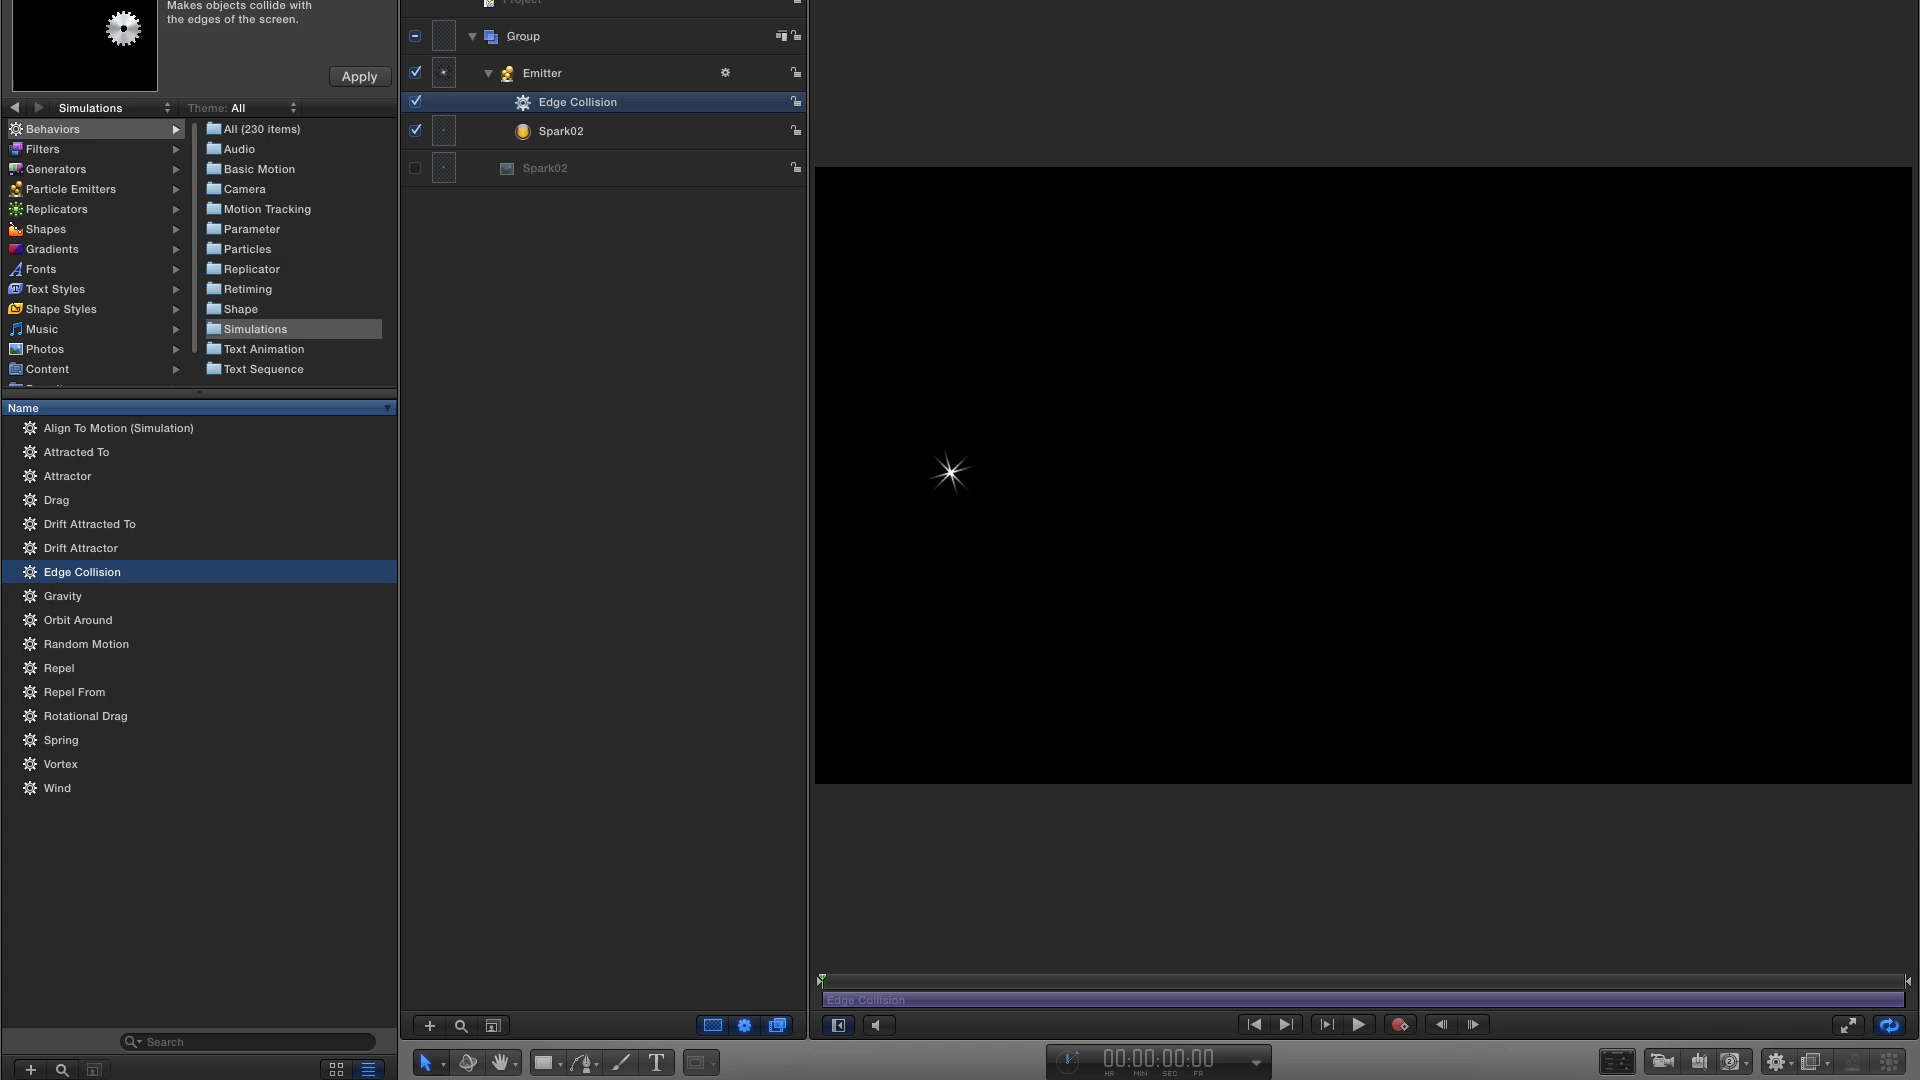 Makes objects collide with
the edges of the screen.
Apply
Simulations
Theme: All
Behaviors
Filters
Generators
Particle Emitters
Replicators
Shapes
Gradients
Fonts
Text Styles
Shape Styles
Music
Photos
Content
All (230 items)
Audio
Basic Motion
Camera
Motion Tracking
Parameter
Particles
Replicator
Retiming
Shape
Simulations
Text Animation
Text Sequence
Name
Align To Motion (Simulation)
Attracted To
Attractor
Drag
Drift Attracted To
Drift Attractor
Edge Collision
Gravity
Orbit Around
Random Motion
Repel
Repel From
Rotational Drag
Spring
Vortex
Wind
Search
Project
Group
Emitter
Edge Collision
Spark02
Spark02
Edge Collision
00:00:00:00
HR MIN SEC FR